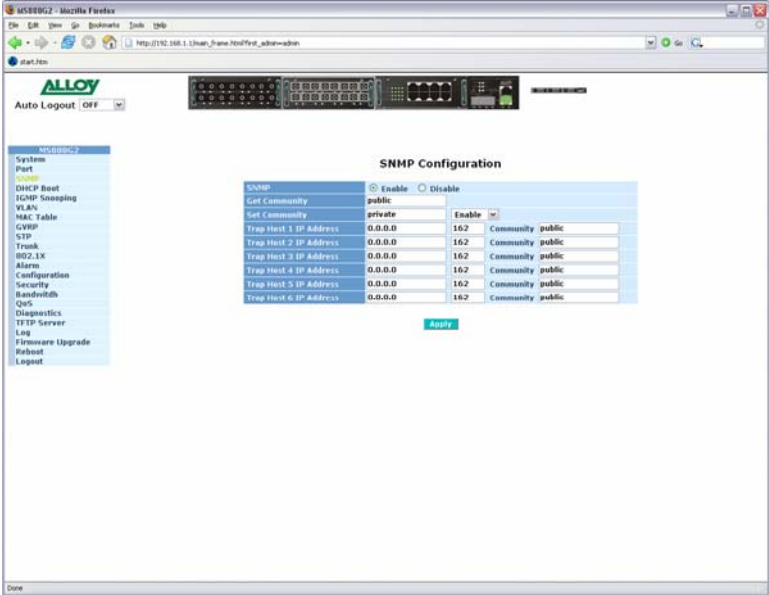 MS888G2 - Mozilla Firefox
File Edit View Go Bookmarks Tools Help
http://192.168.1.1/main_frame.html?first_admin=admin
Go
start.htm
ALLOY
Auto Logout OFF
MS888G2
System
Port
SNMP
DHCP Boot
IGMP Snooping
VLAN
MAC Table
GVRP
STP
Trunk
802.1X
Alarm
Configuration
Security
Bandwitdh
QoS
Diagnostics
TFTP Server
Log
Firmware Upgrade
Reboot
Logout
SNMP Configuration
SNMP Enable Disable
Get Community public
Set Community private Enable
Trap Host 1 IP Address 0.0.0.0 162 Community public
Trap Host 2 IP Address 0.0.0.0 162 Community public
Trap Host 3 IP Address 0.0.0.0 162 Community public
Trap Host 4 IP Address 0.0.0.0 162 Community public
Trap Host 5 IP Address 0.0.0.0 162 Community public
Trap Host 6 IP Address 0.0.0.0 162 Community public
Apply
Done